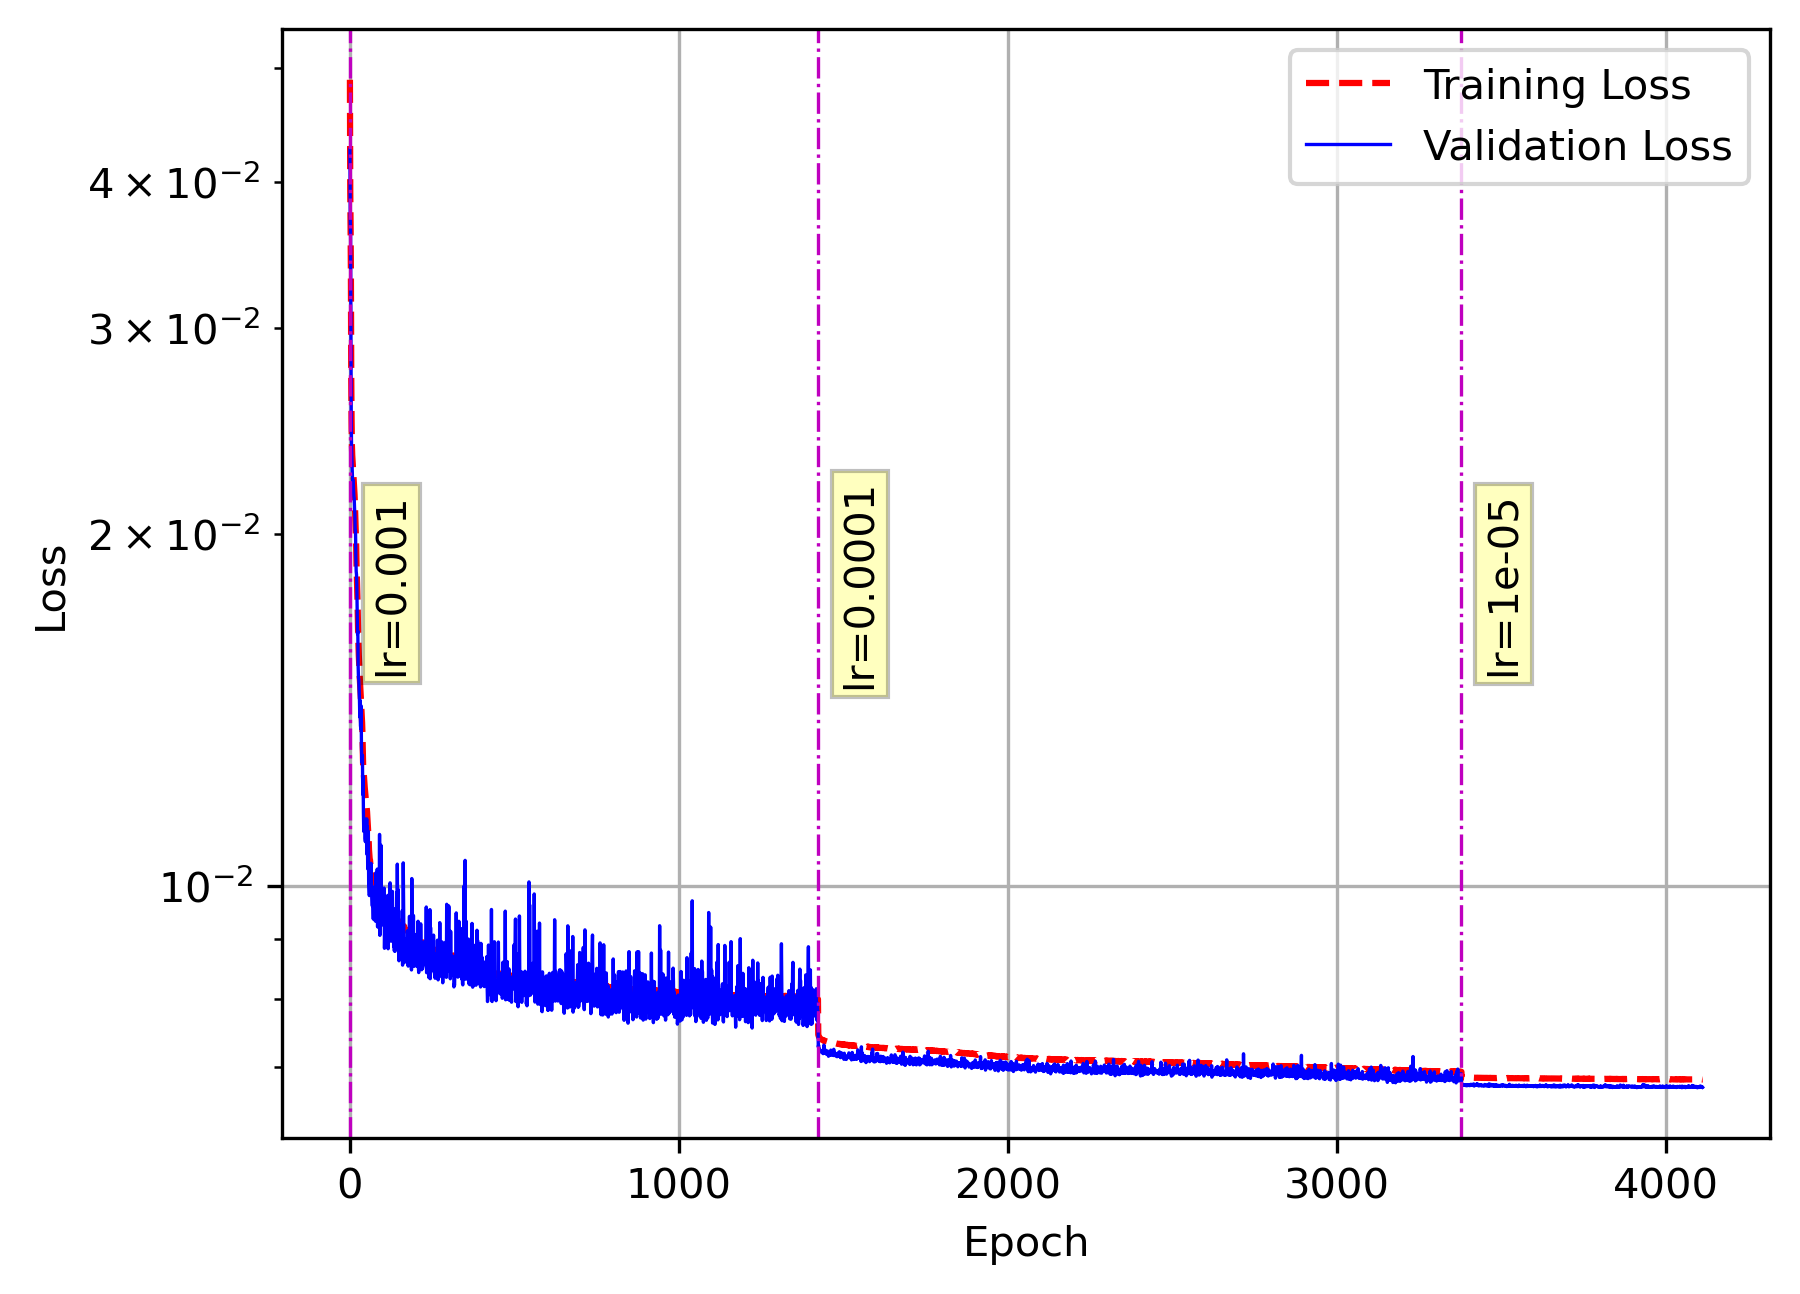 Training Loss
Validation Loss
4×10⁻²
3×10⁻²
2×10⁻²
10⁻²
Loss
lr=0.001
lr=0.0001
lr=1e-05
0
1000
2000
3000
4000
Epoch